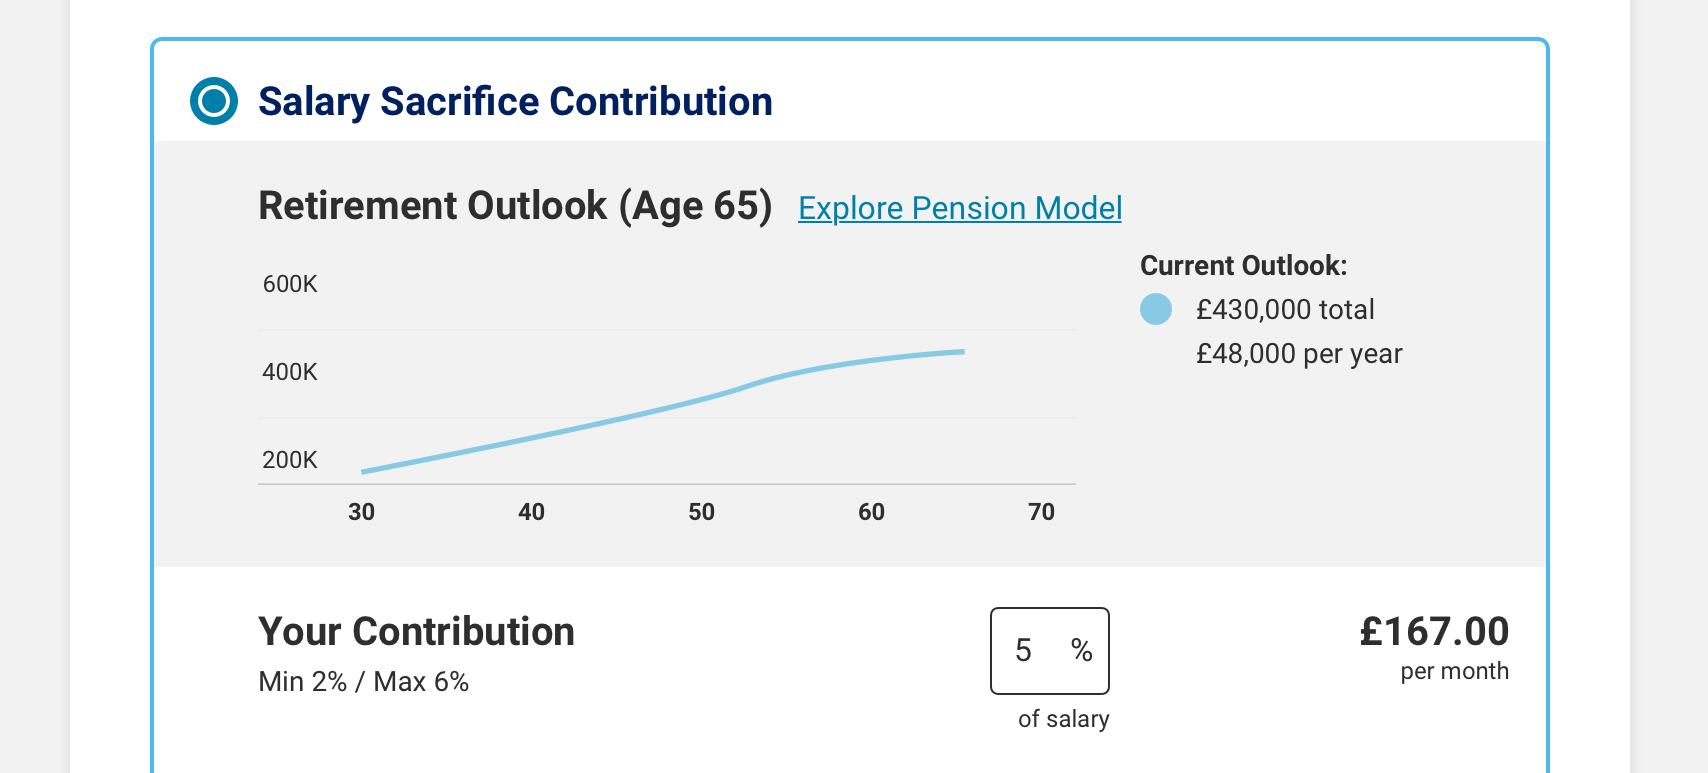 Salary Sacrifice Contribution
Retirement Outlook (Age 65) Explore Pension Model
Current Outlook:
£430,000 total
£48,000 per year
600K
400K
200K
30 40 50 60 70
Your Contribution
Min 2% / Max 6%
5 %
of salary
£167.00
per month